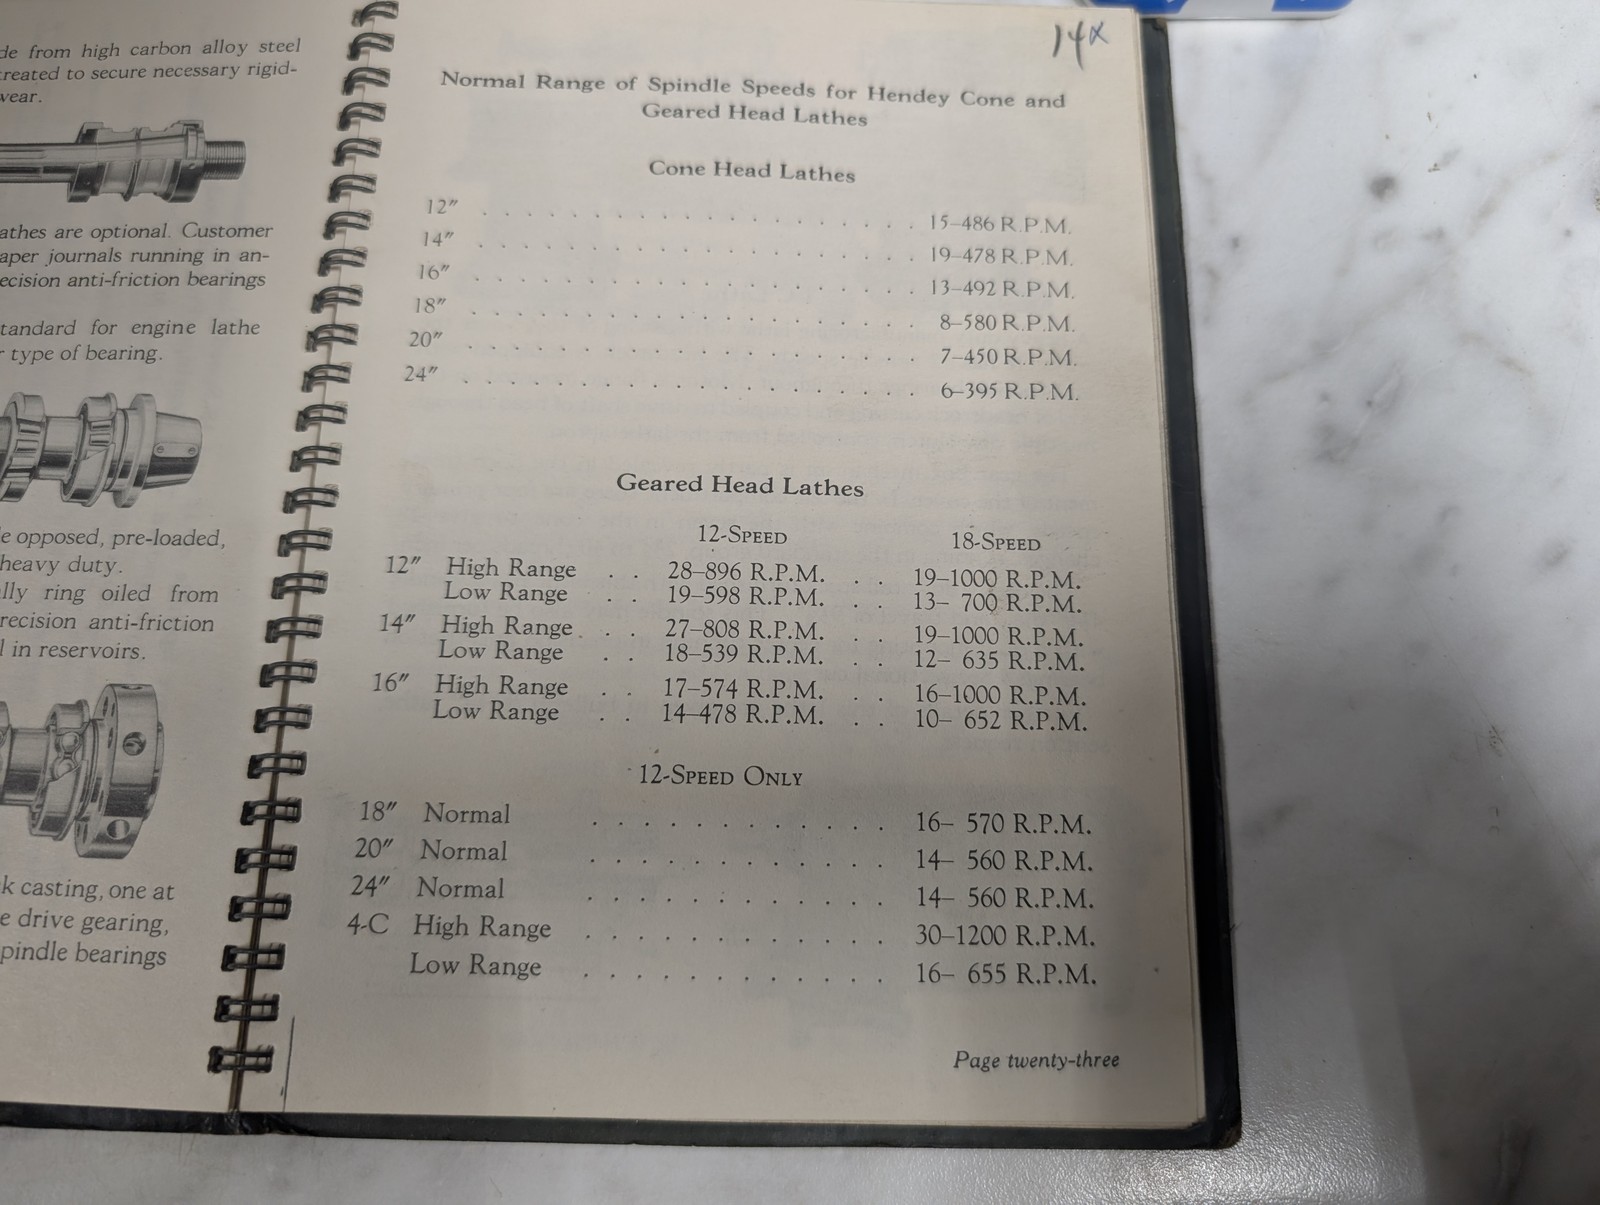 de from high carbon alloy steel
treated to secure necessary rigid-
wear.
athes are optional. Customer
aper journals running in an-
ecision anti-friction bearings
tandard for engine lathe
r type of bearing.
e opposed, pre-loaded,
heavy duty.
lly ring oiled from
recision anti-friction
l in reservoirs.
k casting, one at
e drive gearing,
pindle bearings
14x
Normal Range of Spindle Speeds for Hendey Cone and
Geared Head Lathes
Cone Head Lathes
12″ . . . . . . . . . . . . . . . . . . 15–486 R.P.M.
14″ . . . . . . . . . . . . . . . . . . 19–478 R.P.M.
16″ . . . . . . . . . . . . . . . . . . 13–492 R.P.M.
18″ . . . . . . . . . . . . . . . . . . 8–580 R.P.M.
20″ . . . . . . . . . . . . . . . . . . 7–450 R.P.M.
24″ . . . . . . . . . . . . . . . . . . 6–395 R.P.M.
Geared Head Lathes
12-Speed 18-Speed
12″ High Range . . 28–896 R.P.M. . . 19–1000 R.P.M.
Low Range . . 19–598 R.P.M. . . 13– 700 R.P.M.
14″ High Range . . 27–808 R.P.M. . . 19–1000 R.P.M.
Low Range . . 18–539 R.P.M. . . 12– 635 R.P.M.
16″ High Range . . 17–574 R.P.M. . . 16–1000 R.P.M.
Low Range . . 14–478 R.P.M. . . 10– 652 R.P.M.
12-Speed Only
18″ Normal . . . . . . . . . . . . 16– 570 R.P.M.
20″ Normal . . . . . . . . . . . . 14– 560 R.P.M.
24″ Normal . . . . . . . . . . . . 14– 560 R.P.M.
4-C High Range . . . . . . . . . . . . 30–1200 R.P.M.
Low Range . . . . . . . . . . . . 16– 655 R.P.M.
Page twenty-three